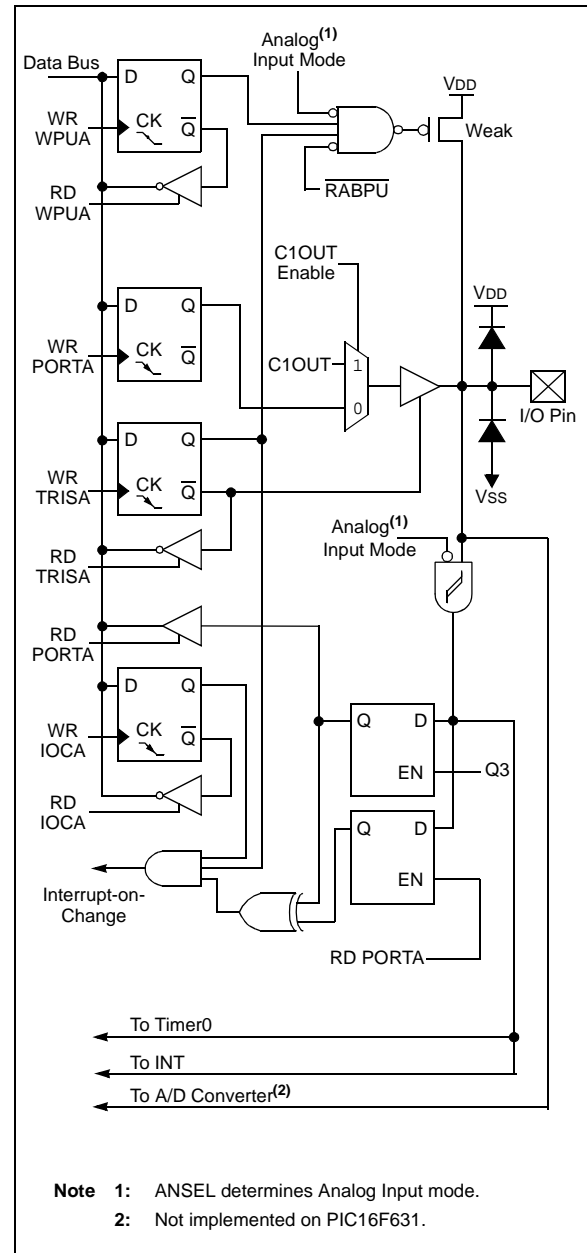 Analog(1)
Input Mode
Data Bus
D Q
VDD
WR
WPUA
CK
Q
Weak
RD
WPUA
RABPU
C1OUT
Enable
VDD
D Q
C1OUT
1
WR
PORTA
CK
Q
0
I/O Pin
D Q
WR
TRISA
CK
Q
VSS
Analog(1)
Input Mode
RD
TRISA
RD
PORTA
D Q
Q D
WR
IOCA
CK
Q
EN
Q3
RD
IOCA
Q D
EN
Interrupt-on-
Change
RD PORTA
To Timer0
To INT
To A/D Converter(2)
Note 1: ANSEL determines Analog Input mode.
2: Not implemented on PIC16F631.